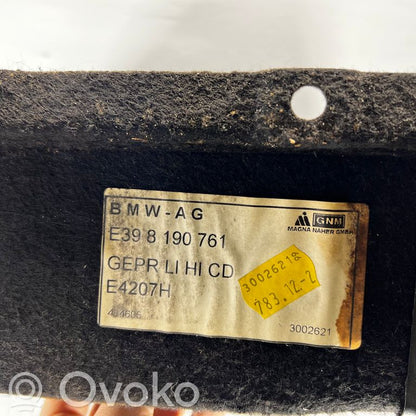 BMW-AG
GNM
MAGNA NAHER GMBH
E39 8 190 761
GEPR LI HI CD
E4207H
30026218
783.12-2
3002621
© Ovoko